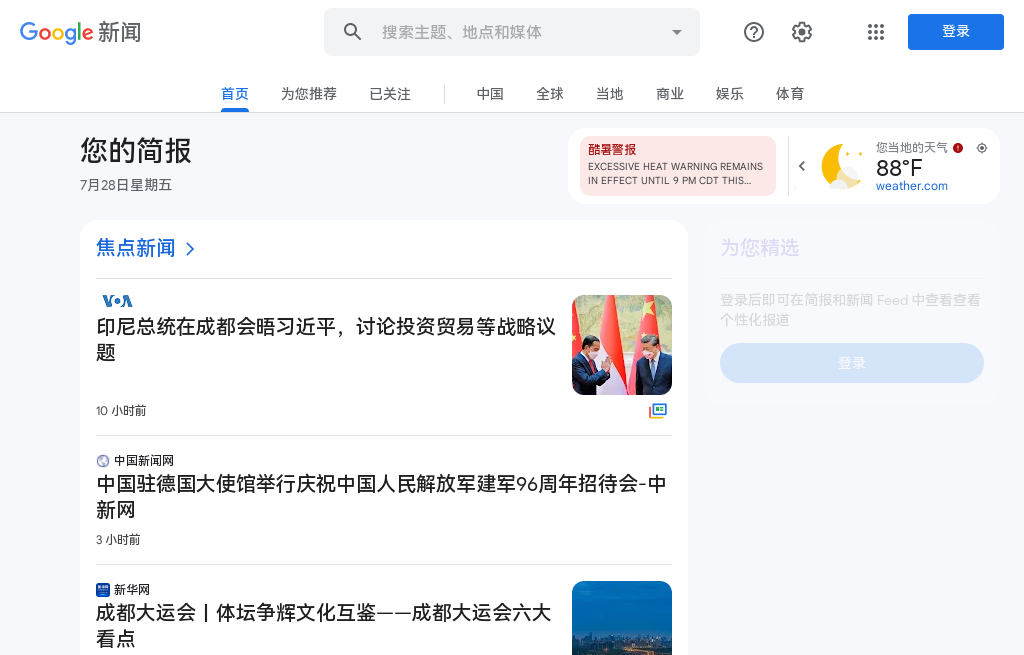 Google 新闻
搜索主题、地点和媒体
登录
首页
为您推荐
已关注
中国
全球
当地
商业
娱乐
体育
您的简报
7月28日星期五
酷暑警报
EXCESSIVE HEAT WARNING REMAINS
IN EFFECT UNTIL 9 PM CDT THIS...
您当地的天气
88°F
weather.com
焦点新闻
VOA
印尼总统在成都会晤习近平，讨论投资贸易等战略议
题
10 小时前
中国新闻网
中国驻德国大使馆举行庆祝中国人民解放军建军96周年招待会-中
新网
3 小时前
新华网
成都大运会丨体坛争辉文化互鉴——成都大运会六大
看点
为您精选
登录后即可在简报和新闻 Feed 中查看查看
个性化报道
登录